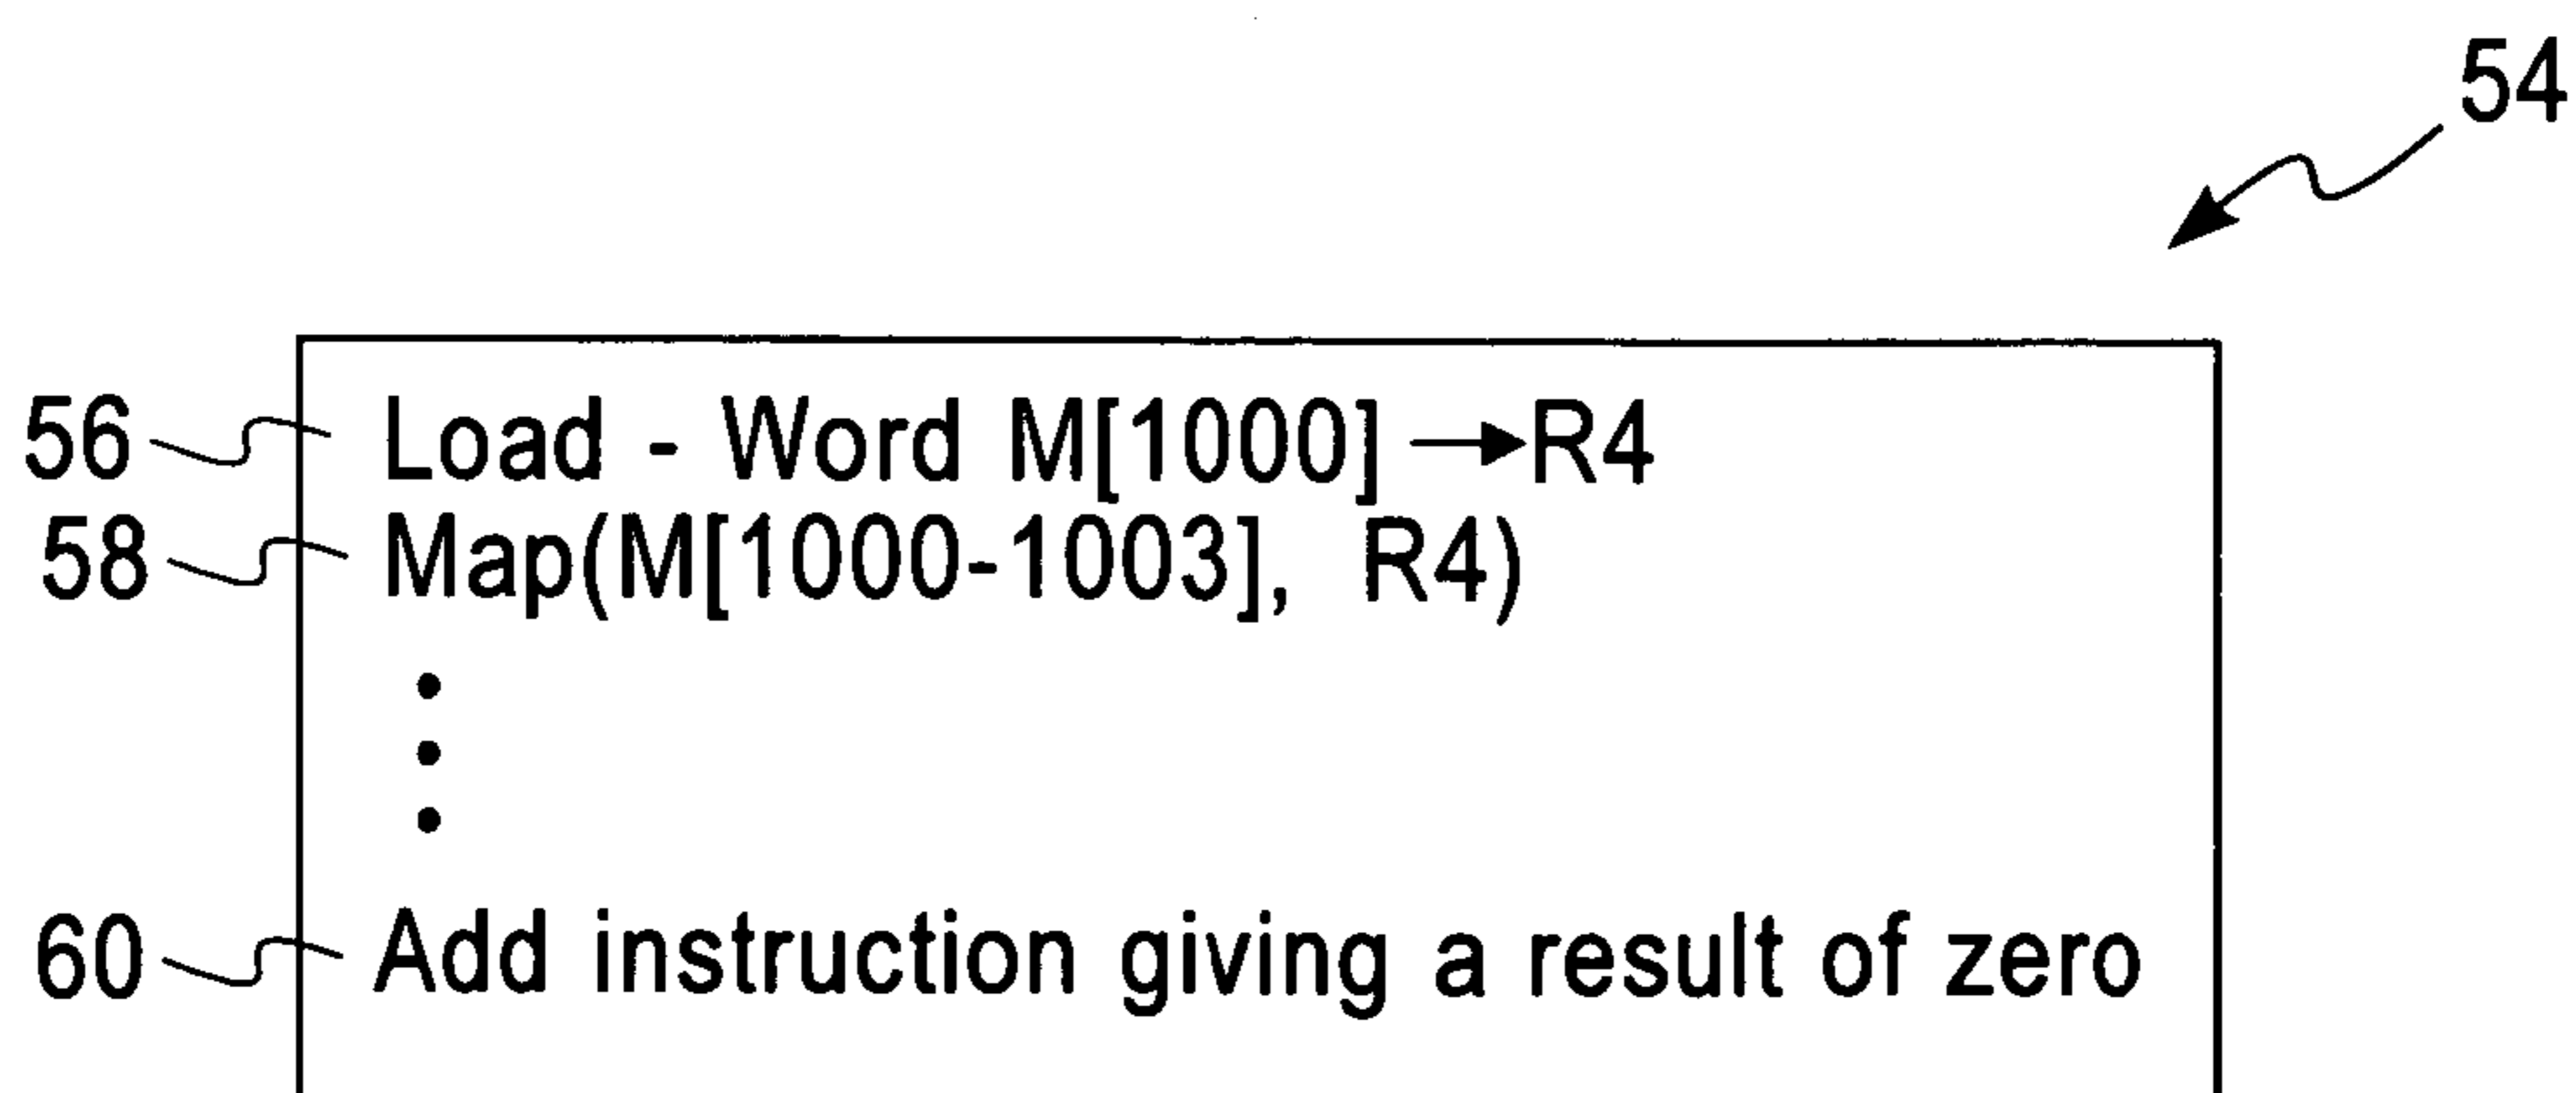 54
56 Load - Word M[1000] →R4
58 Map(M[1000-1003], R4)
60 Add instruction giving a result of zero